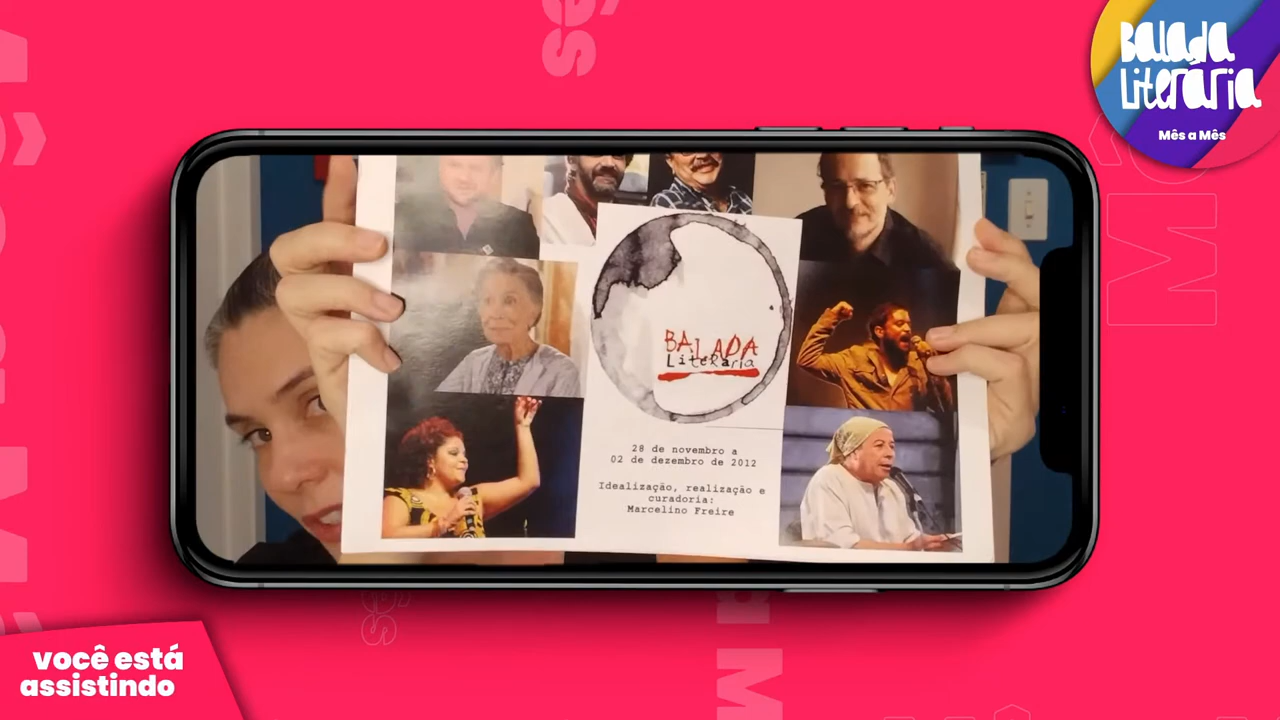 Balada
Literária
Mês a Mês
BALADA
Literária
28 de novembro a
02 de dezembro de 2012
Idealização, realização e
curadoria:
Marcelino Freire
você está
assistindo